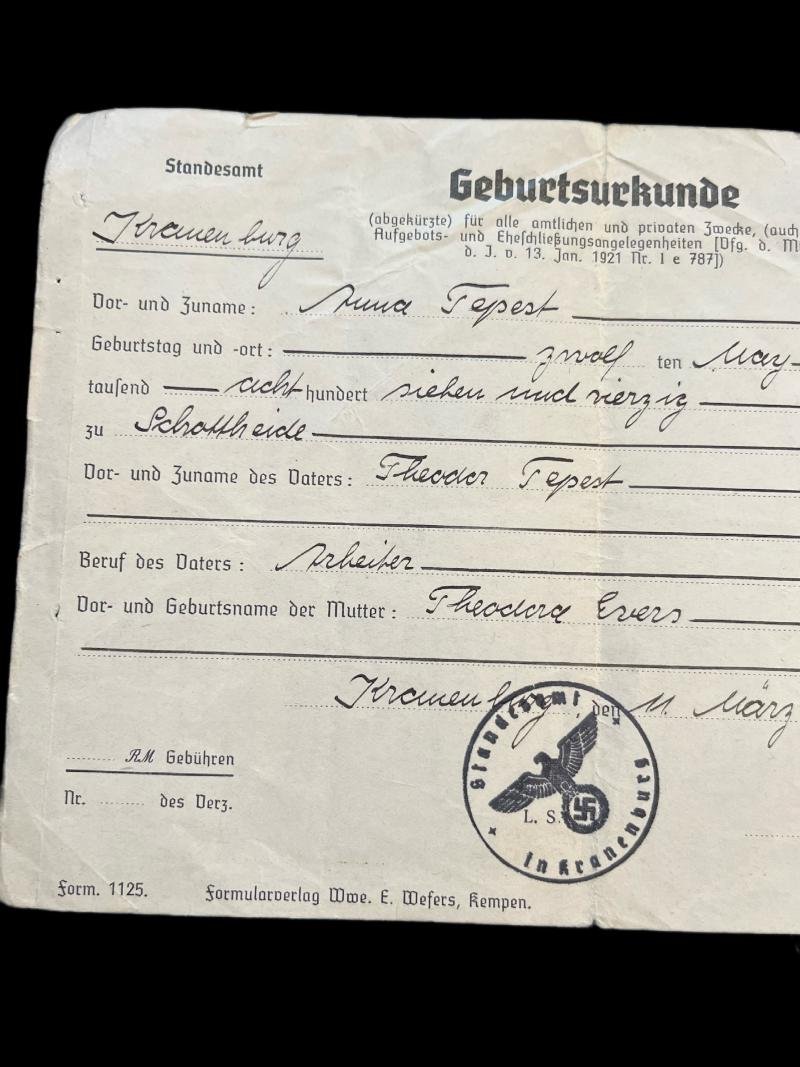 Standesamt
Geburtsurkunde
Kranenburg
(abgekürzte) für alle amtlichen und privaten Zwecke, (auch
Aufgebots- und Eheschließungsangelegenheiten [Vfg. d. M
d. J. v. 13. Jan. 1921 Nr. I e 787])
Vor- und Zuname: Anna Tepest
Geburtstag und -ort: zwölf ten May
tausend acht hundert sieben und vierzig
zu Schottheide
Vor- und Zuname des Vaters: Theodor Tepest
Beruf des Vaters: Arbeiter
Vor- und Geburtsname der Mutter: Theodora Evers
Kranenburg, den 11. März
Standesamt
in Kranenburg
L. S.
RM Gebühren
Nr. des Verz.
Form. 1125. Formularverlag Wwe. E. Wefers, Kempen.